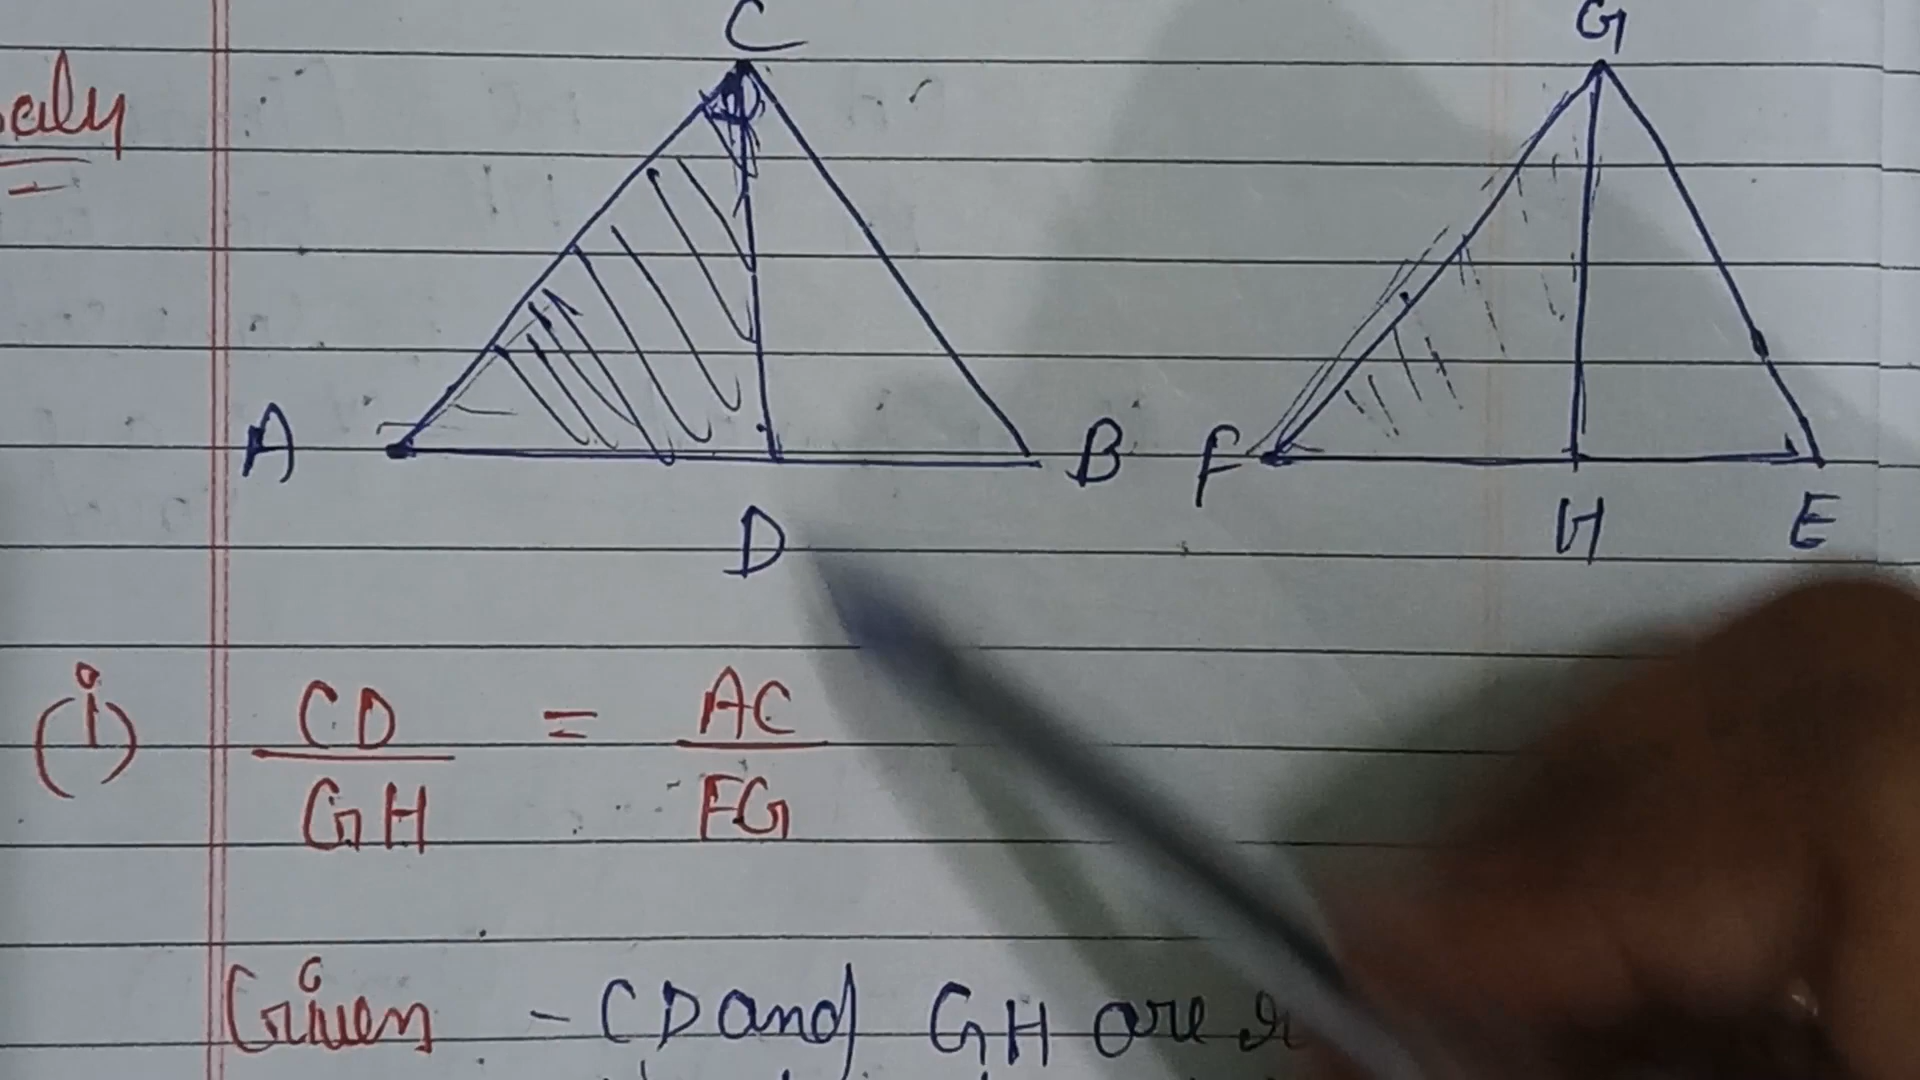 C G
A B F
D H E
(i) CD = AC
GH FG
Given - CD and GH are